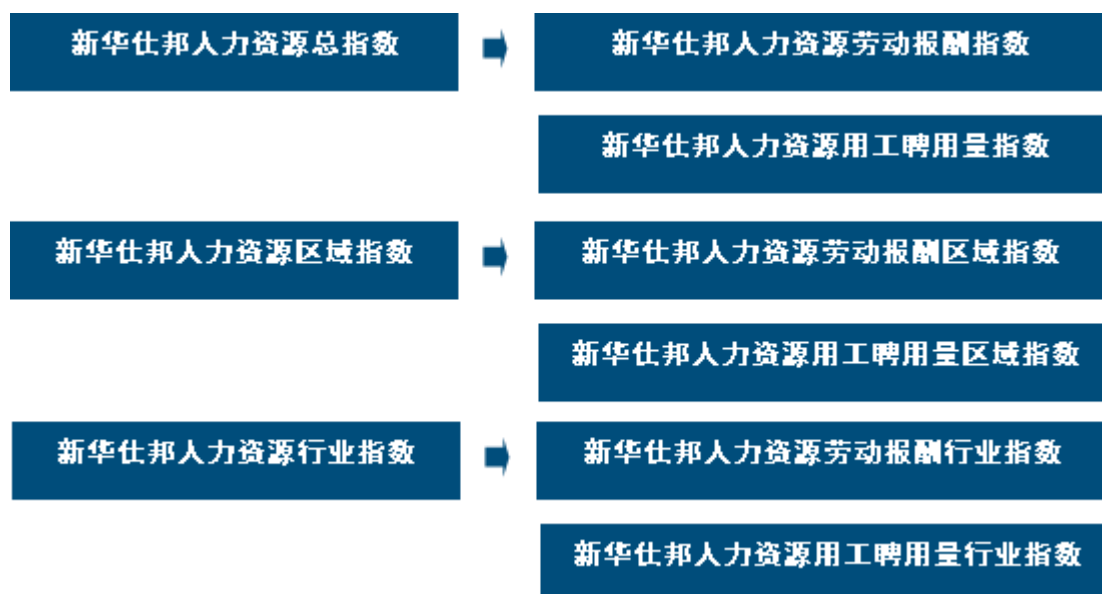 新华仕邦人力资源总指数
新华仕邦人力资源劳动报酬指数
新华仕邦人力资源用工聘用量指数
新华仕邦人力资源区域指数
新华仕邦人力资源劳动报酬区域指数
新华仕邦人力资源用工聘用量区域指数
新华仕邦人力资源行业指数
新华仕邦人力资源劳动报酬行业指数
新华仕邦人力资源用工聘用量行业指数